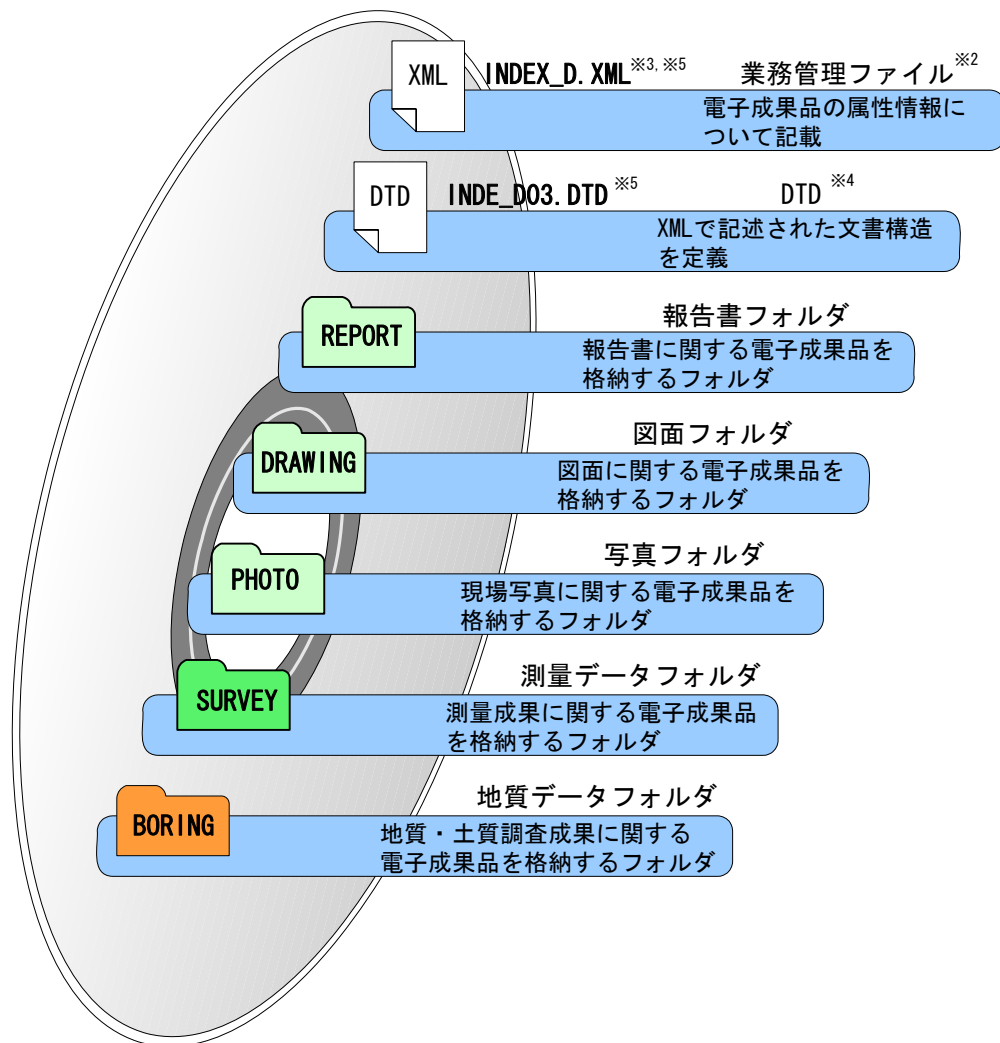 XML
INDEX_D.XML※3,※5 業務管理ファイル※2
電子成果品の属性情報に
ついて記載
DTD
INDE_D03.DTD※5 DTD※4
XMLで記述された文書構造
を定義
報告書フォルダ
REPORT
報告書に関する電子成果品を
格納するフォルダ
図面フォルダ
DRAWING
図面に関する電子成果品を
格納するフォルダ
写真フォルダ
PHOTO
現場写真に関する電子成果品を
格納するフォルダ
測量データフォルダ
SURVEY
測量成果に関する電子成果品
を格納するフォルダ
地質データフォルダ
BORING
地質・土質調査成果に関する
電子成果品を格納するフォルダ